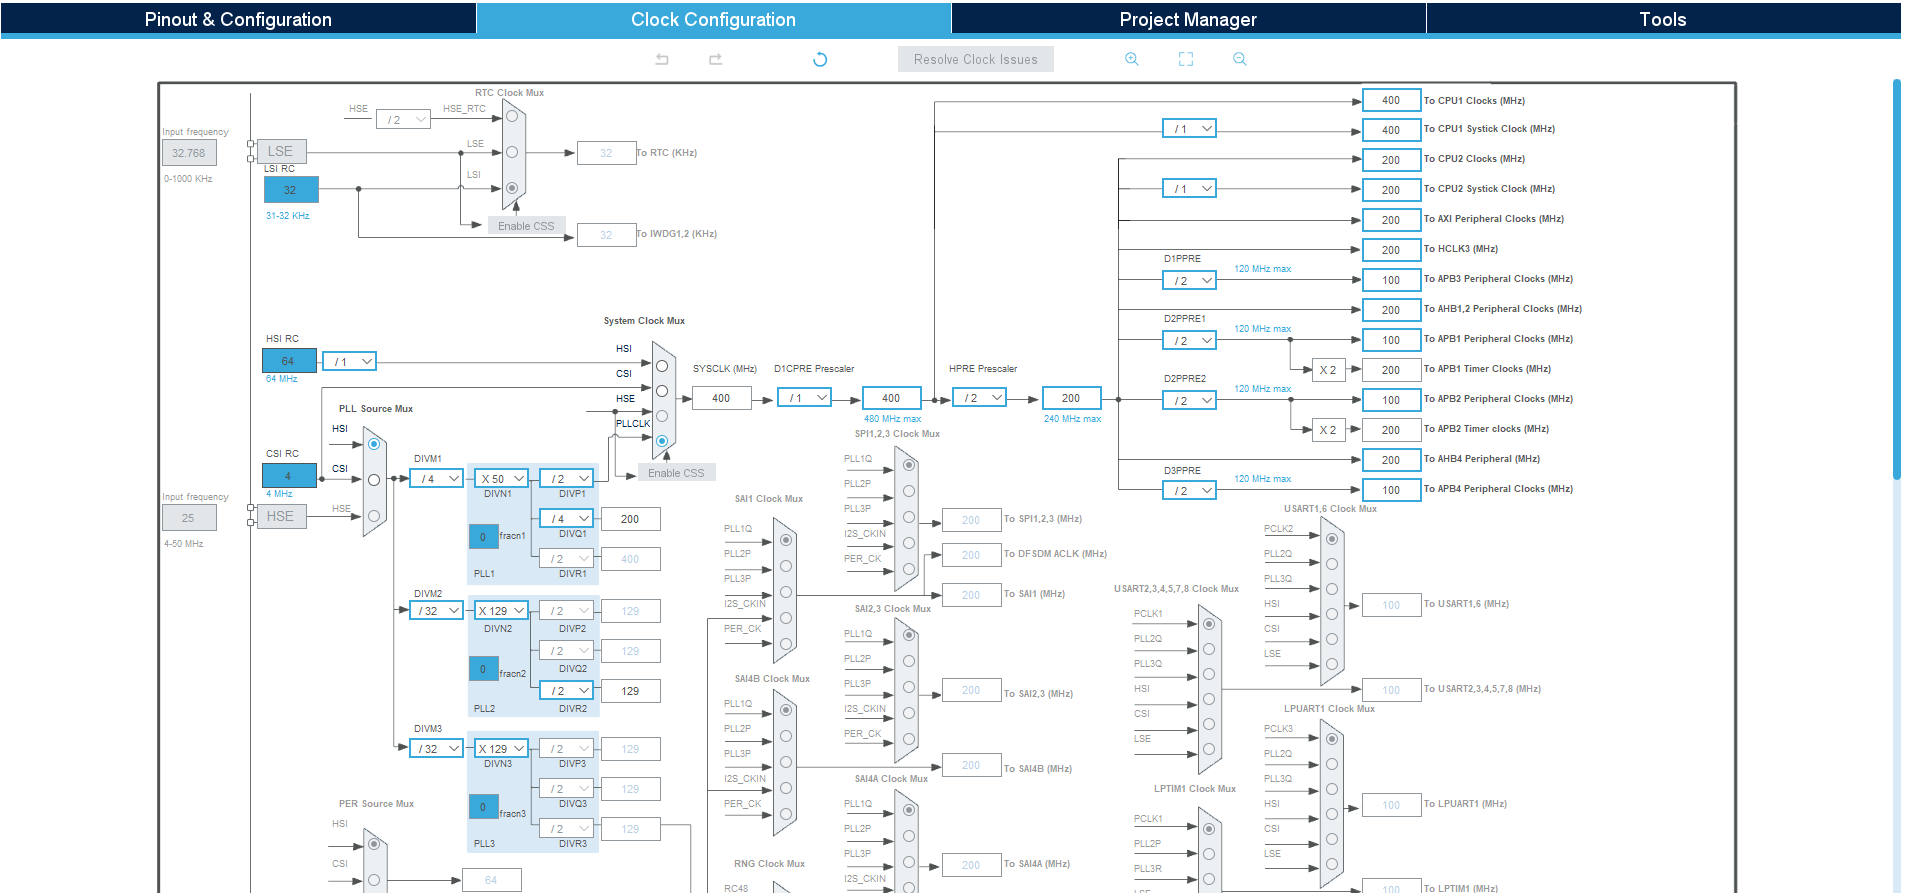 Pinout & Configuration
Clock Configuration
Project Manager
Tools
Resolve Clock Issues
RTC Clock Mux
HSE
/ 2
HSE_RTC
Input frequency
32.768
0-1000 KHz
LSE
LSE
LSI RC
32
31-32 KHz
LSI
Enable CSS
32
To RTC (KHz)
32
To IWDG1,2 (KHz)
400
To CPU1 Clocks (MHz)
/ 1
400
To CPU1 Systick Clock (MHz)
200
To CPU2 Clocks (MHz)
/ 1
200
To CPU2 Systick Clock (MHz)
200
To AXI Peripheral Clocks (MHz)
200
To HCLK3 (MHz)
D1PPRE
/ 2
120 MHz max
100
To APB3 Peripheral Clocks (MHz)
200
To AHB1,2 Peripheral Clocks (MHz)
D2PPRE1
/ 2
120 MHz max
100
To APB1 Peripheral Clocks (MHz)
X 2
200
To APB1 Timer Clocks (MHz)
D2PPRE2
/ 2
120 MHz max
100
To APB2 Peripheral Clocks (MHz)
X 2
200
To APB2 Timer clocks (MHz)
200
To AHB4 Peripheral (MHz)
D3PPRE
/ 2
120 MHz max
100
To APB4 Peripheral Clocks (MHz)
HSI RC
64
64 MHz
/ 1
System Clock Mux
HSI
CSI
HSE
PLLCLK
Enable CSS
SYSCLK (MHz)
400
D1CPRE Prescaler
/ 1
400
480 MHz max
HPRE Prescaler
/ 2
200
240 MHz max
PLL Source Mux
HSI
CSI RC
4
4 MHz
CSI
Input frequency
25
4-50 MHz
HSE
HSE
DIVM1
/ 4
X 50
DIVN1
/ 2
DIVP1
0
fracn1
/ 4
200
DIVQ1
/ 2
400
PLL1
DIVR1
DIVM2
/ 32
X 129
DIVN2
/ 2
129
DIVP2
/ 2
129
0
fracn2
DIVQ2
/ 2
129
PLL2
DIVR2
DIVM3
/ 32
X 129
DIVN3
/ 2
129
DIVP3
/ 2
129
0
fracn3
DIVQ3
/ 2
129
PLL3
DIVR3
PER Source Mux
HSI
CSI
64
SPI1,2,3 Clock Mux
PLL1Q
PLL2P
PLL3P
I2S_CKIN
PER_CK
200
To SPI1,2,3 (MHz)
200
To DFSDM ACLK (MHz)
SAI1 Clock Mux
PLL1Q
PLL2P
PLL3P
I2S_CKIN
PER_CK
200
To SAI1 (MHz)
SAI2,3 Clock Mux
PLL1Q
PLL2P
PLL3P
I2S_CKIN
PER_CK
200
To SAI2,3 (MHz)
SAI4B Clock Mux
PLL1Q
PLL2P
PLL3P
I2S_CKIN
PER_CK
200
To SAI4B (MHz)
SAI4A Clock Mux
PLL1Q
PLL2P
PLL3P
I2S_CKIN
200
To SAI4A (MHz)
RNG Clock Mux
RC48
USART1,6 Clock Mux
PCLK2
PLL2Q
PLL3Q
HSI
CSI
LSE
100
To USART1,6 (MHz)
USART2,3,4,5,7,8 Clock Mux
PCLK1
PLL2Q
PLL3Q
HSI
CSI
LSE
100
To USART2,3,4,5,7,8 (MHz)
LPUART1 Clock Mux
PCLK3
PLL2Q
PLL3Q
HSI
CSI
LSE
100
To LPUART1 (MHz)
LPTIM1 Clock Mux
PCLK1
PLL2P
PLL3R
LSE
100
To LPTIM1 (MHz)